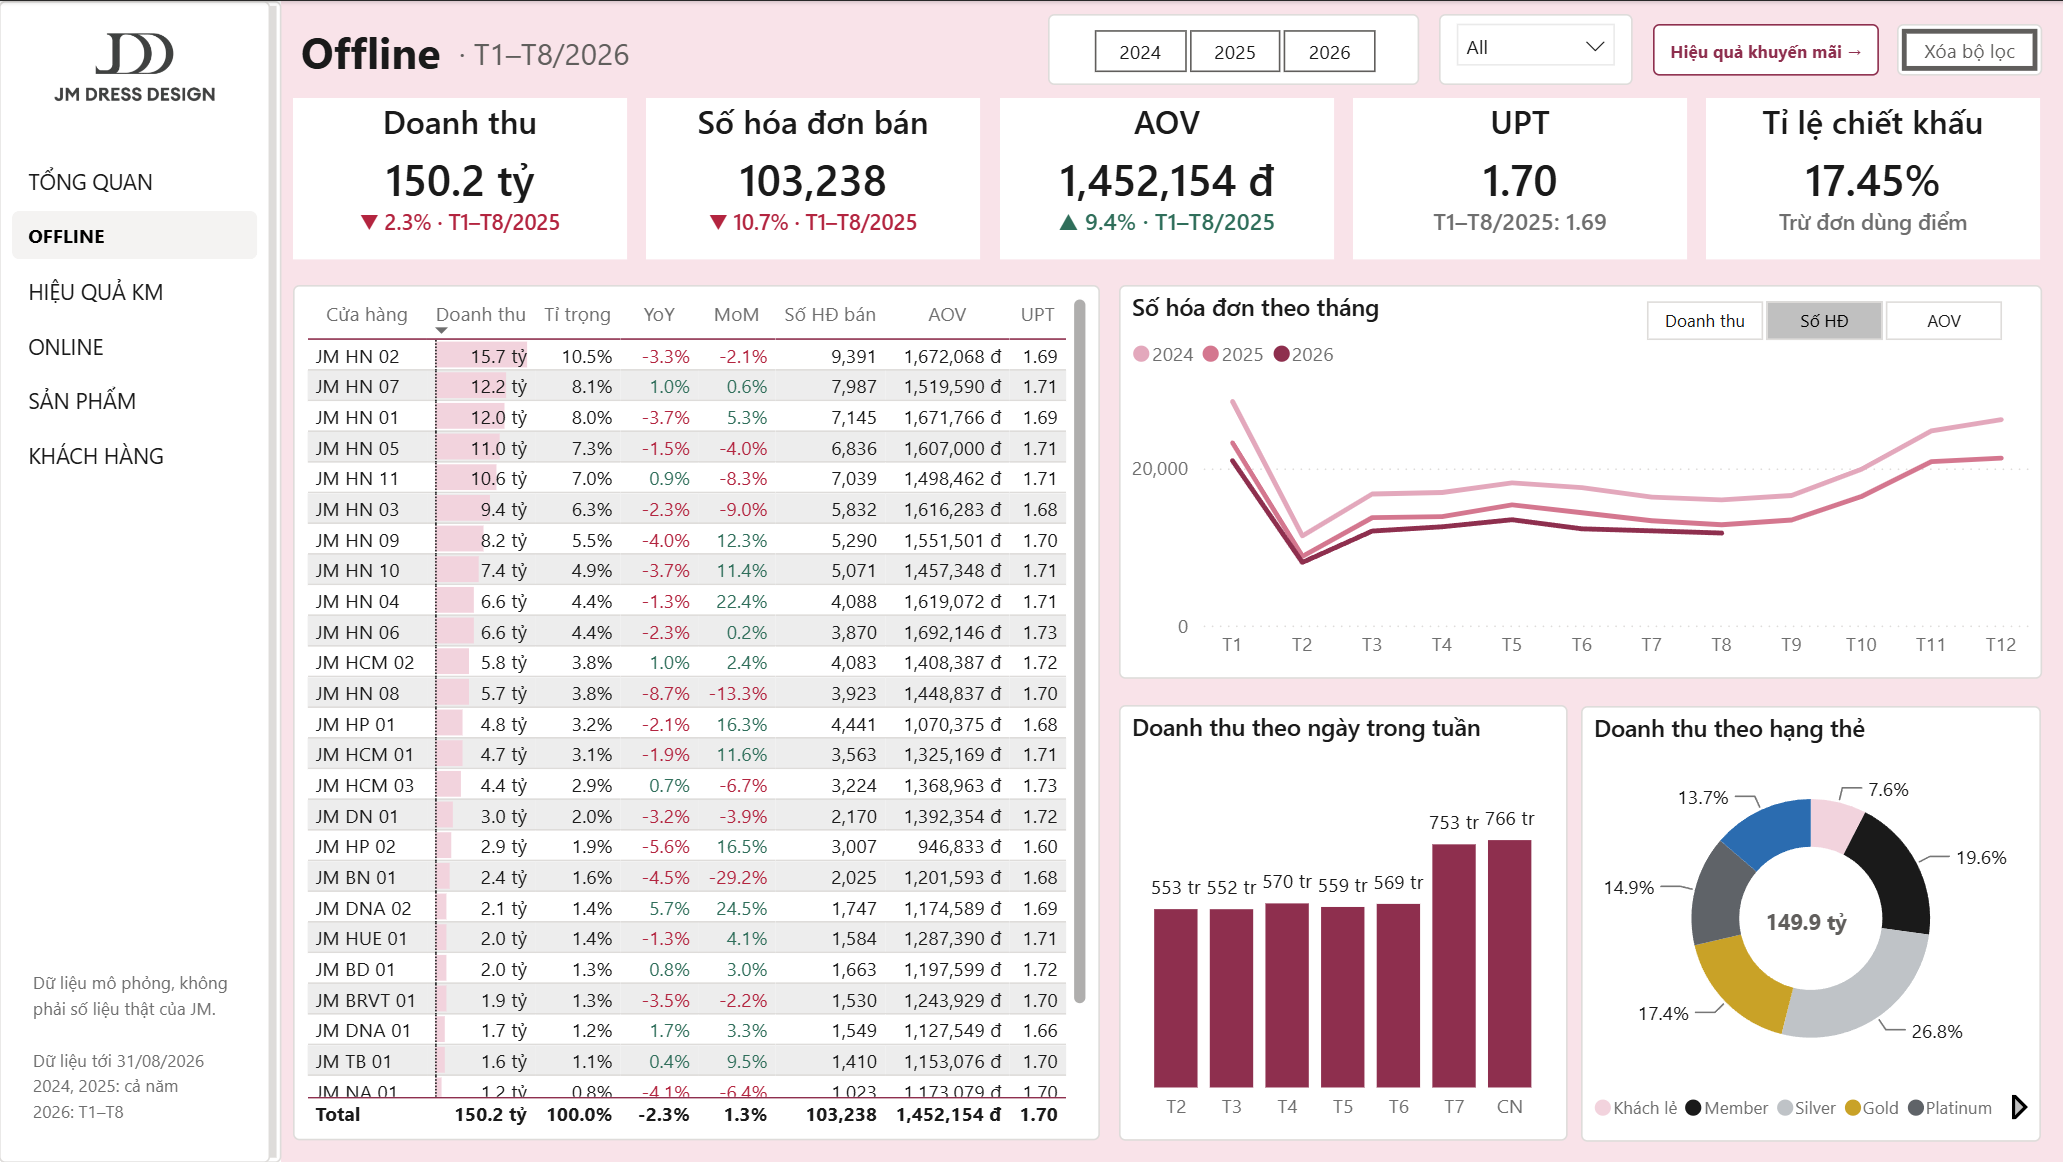 JM DRESS DESIGN
TỔNG QUAN
OFFLINE
HIỆU QUẢ KM
ONLINE
SẢN PHẨM
KHÁCH HÀNG
Dữ liệu mô phỏng, không
phải số liệu thật của JM.
Dữ liệu tới 31/08/2026
2024, 2025: cả năm
2026: T1–T8
Offline · T1–T8/2026
2024 2025 2026
All
Hiệu quả khuyến mãi →
Xóa bộ lọc
Doanh thu
150.2 tỷ
▼ 2.3% · T1–T8/2025
Số hóa đơn bán
103,238
▼ 10.7% · T1–T8/2025
AOV
1,452,154 đ
▲ 9.4% · T1–T8/2025
UPT
1.70
T1–T8/2025: 1.69
Tỉ lệ chiết khấu
17.45%
Trừ đơn dùng điểm
Cửa hàng Doanh thu Tỉ trọng YoY MoM Số HĐ bán AOV UPT
JM HN 02 15.7 tỷ 10.5% -3.3% -2.1% 9,391 1,672,068 đ 1.69
JM HN 07 12.2 tỷ 8.1% 1.0% 0.6% 7,987 1,519,590 đ 1.71
JM HN 01 12.0 tỷ 8.0% -3.7% 5.3% 7,145 1,671,766 đ 1.69
JM HN 05 11.0 tỷ 7.3% -1.5% -4.0% 6,836 1,607,000 đ 1.71
JM HN 11 10.6 tỷ 7.0% 0.9% -8.3% 7,039 1,498,462 đ 1.71
JM HN 03 9.4 tỷ 6.3% -2.3% -9.0% 5,832 1,616,283 đ 1.68
JM HN 09 8.2 tỷ 5.5% -4.0% 12.3% 5,290 1,551,501 đ 1.70
JM HN 10 7.4 tỷ 4.9% -3.7% 11.4% 5,071 1,457,348 đ 1.71
JM HN 04 6.6 tỷ 4.4% -1.3% 22.4% 4,088 1,619,072 đ 1.71
JM HN 06 6.6 tỷ 4.4% -2.3% 0.2% 3,870 1,692,146 đ 1.73
JM HCM 02 5.8 tỷ 3.8% 1.0% 2.4% 4,083 1,408,387 đ 1.72
JM HN 08 5.7 tỷ 3.8% -8.7% -13.3% 3,923 1,448,837 đ 1.70
JM HP 01 4.8 tỷ 3.2% -2.1% 16.3% 4,441 1,070,375 đ 1.68
JM HCM 01 4.7 tỷ 3.1% -1.9% 11.6% 3,563 1,325,169 đ 1.71
JM HCM 03 4.4 tỷ 2.9% 0.7% -6.7% 3,224 1,368,963 đ 1.73
JM DN 01 3.0 tỷ 2.0% -3.2% -3.9% 2,170 1,392,354 đ 1.72
JM HP 02 2.9 tỷ 1.9% -5.6% 16.5% 3,007 946,833 đ 1.60
JM BN 01 2.4 tỷ 1.6% -4.5% -29.2% 2,025 1,201,593 đ 1.68
JM DNA 02 2.1 tỷ 1.4% 5.7% 24.5% 1,747 1,174,589 đ 1.69
JM HUE 01 2.0 tỷ 1.4% -1.3% 4.1% 1,584 1,287,390 đ 1.71
JM BD 01 2.0 tỷ 1.3% 0.8% 3.0% 1,663 1,197,599 đ 1.72
JM BRVT 01 1.9 tỷ 1.3% -3.5% -2.2% 1,530 1,243,929 đ 1.70
JM DNA 01 1.7 tỷ 1.2% 1.7% 3.3% 1,549 1,127,549 đ 1.66
JM TB 01 1.6 tỷ 1.1% 0.4% 9.5% 1,410 1,153,076 đ 1.70
JM NA 01 1.2 tỷ 0.8% -4.1% -6.4% 1,023 1,173,079 đ 1.70
Total 150.2 tỷ 100.0% -2.3% 1.3% 103,238 1,452,154 đ 1.70
Số hóa đơn theo tháng
Doanh thu Số HĐ AOV
2024 2025 2026
20,000
0
T1 T2 T3 T4 T5 T6 T7 T8 T9 T10 T11 T12
Doanh thu theo ngày trong tuần
553 tr 552 tr 570 tr 559 tr 569 tr 753 tr 766 tr
T2 T3 T4 T5 T6 T7 CN
Doanh thu theo hạng thẻ
7.6%
13.7%
19.6%
14.9%
149.9 tỷ
17.4%
26.8%
Khách lẻ Member Silver Gold Platinum